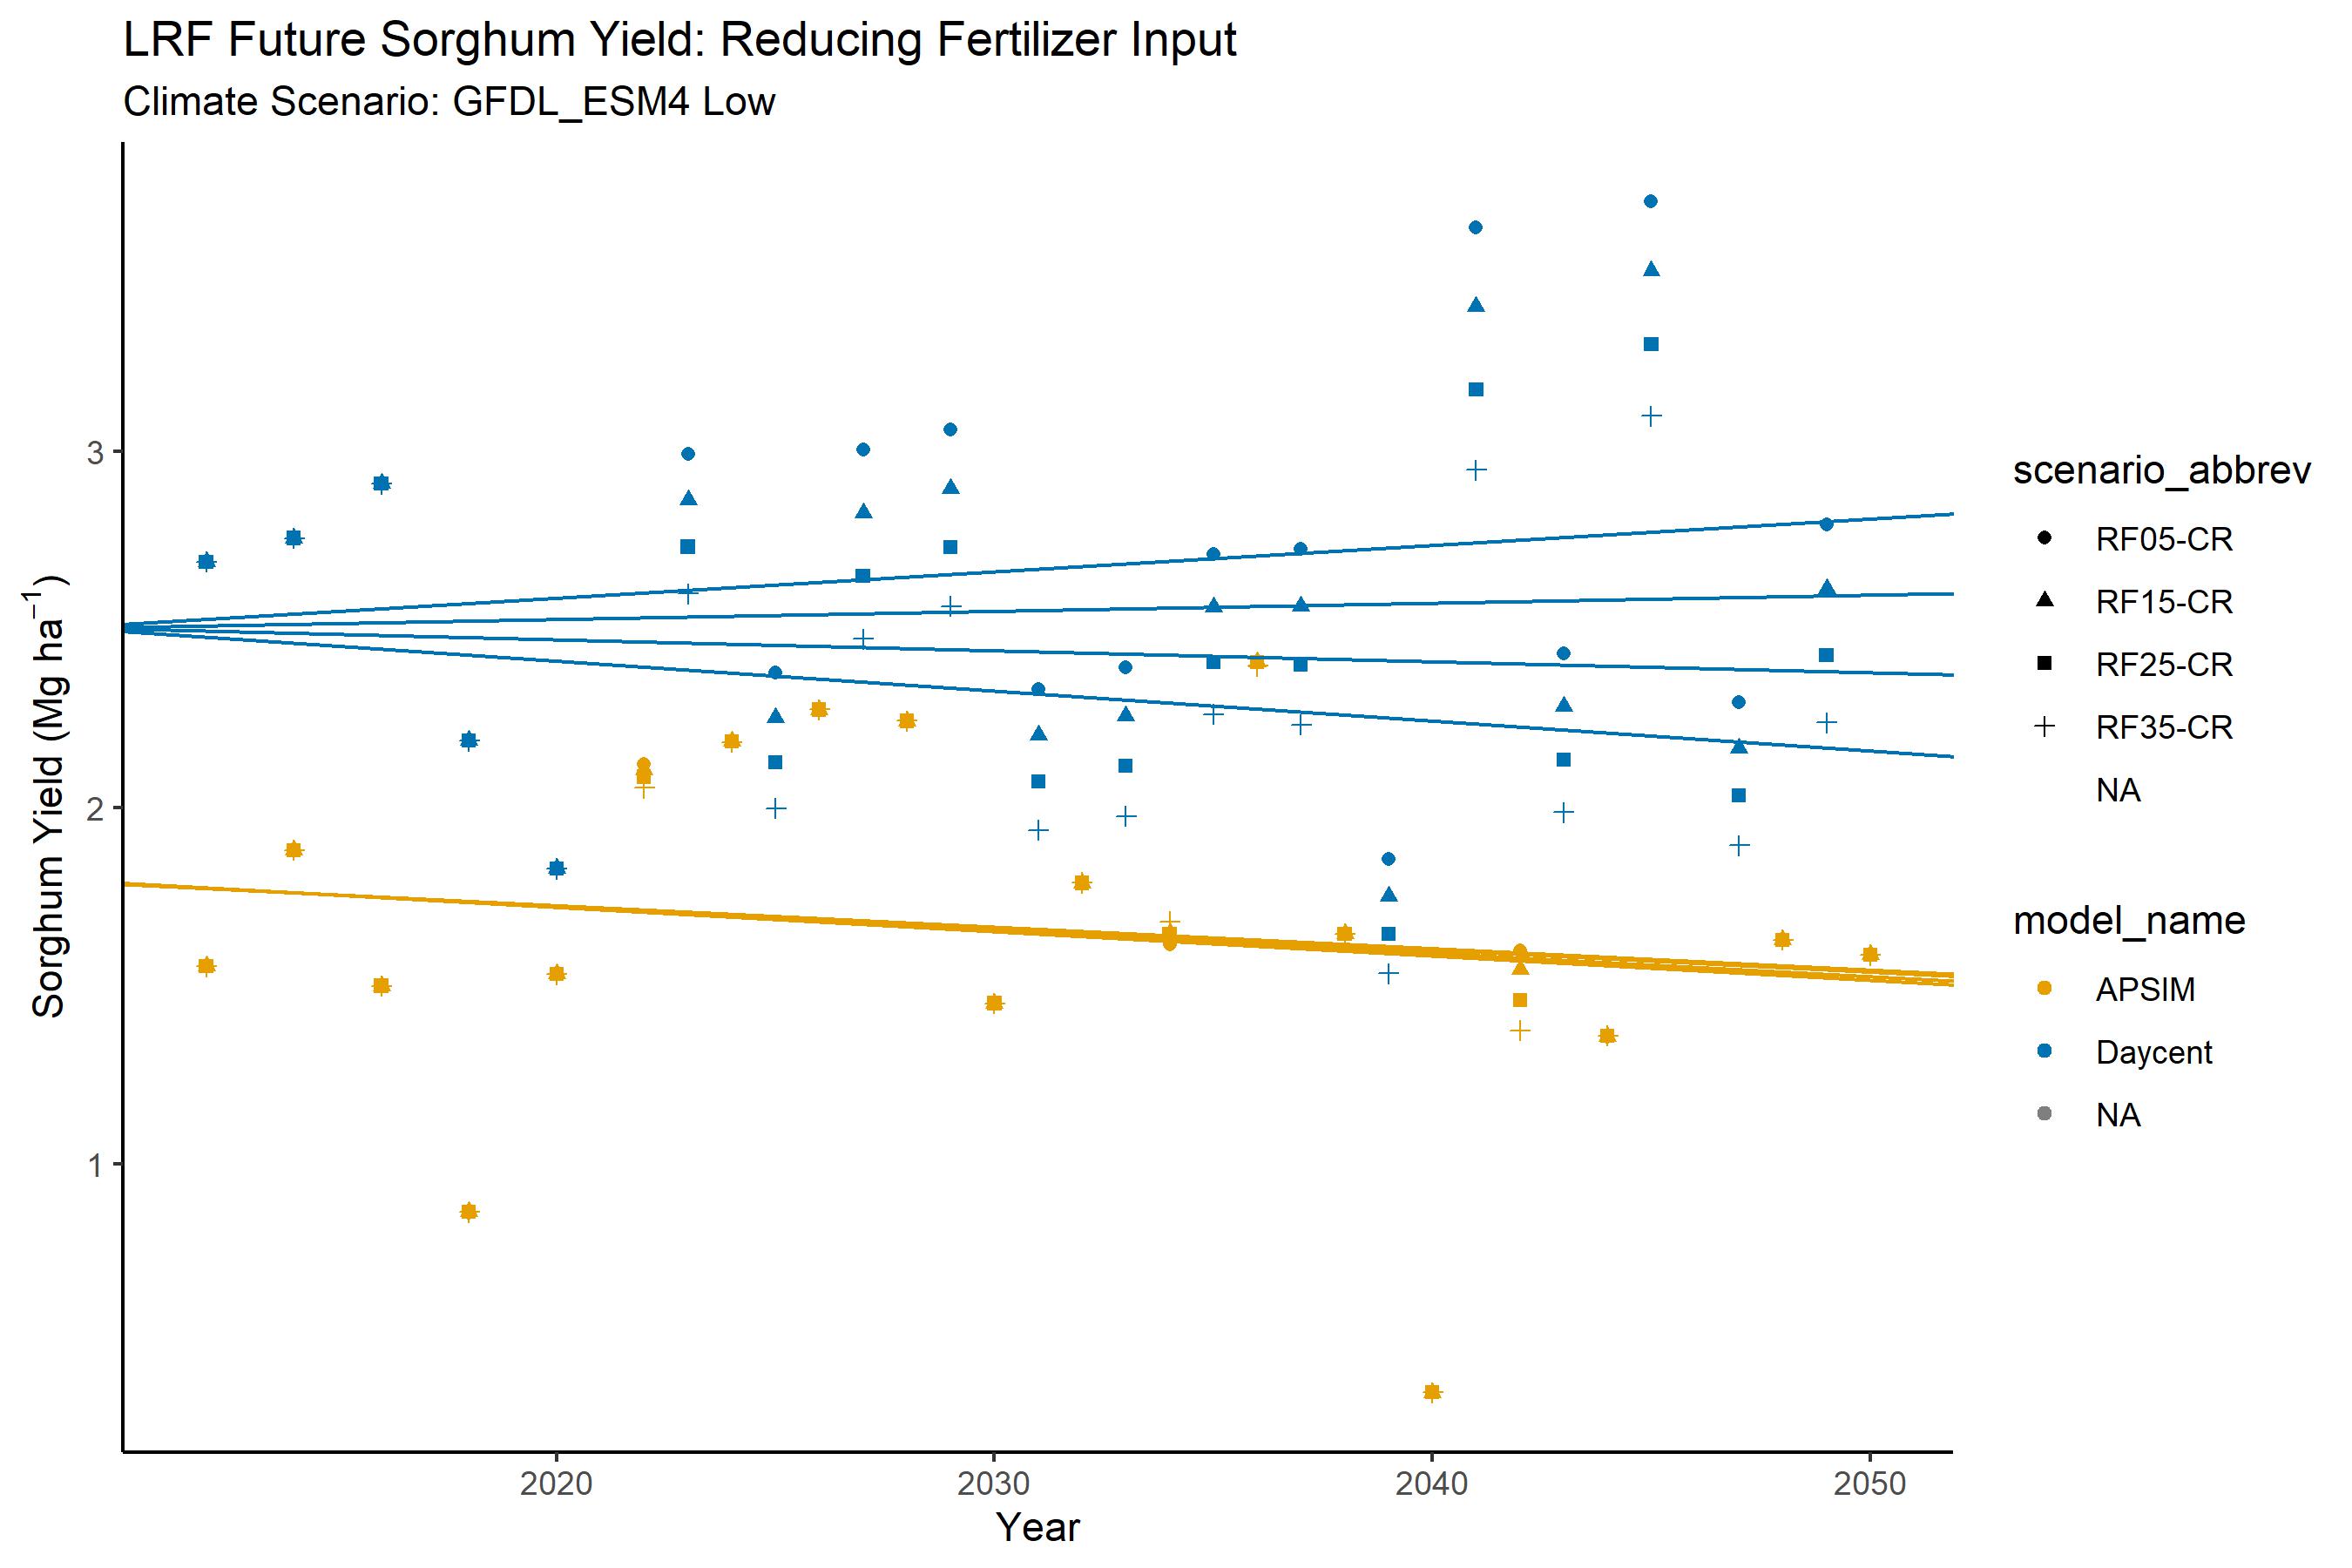 LRF Future Sorghum Yield: Reducing Fertilizer Input
Climate Scenario: GFDL_ESM4 Low
Sorghum Yield (Mg ha⁻¹)
3
2
1
2020
2030
2040
2050
Year
scenario_abbrev
RF05-CR
RF15-CR
RF25-CR
RF35-CR
NA
model_name
APSIM
Daycent
NA